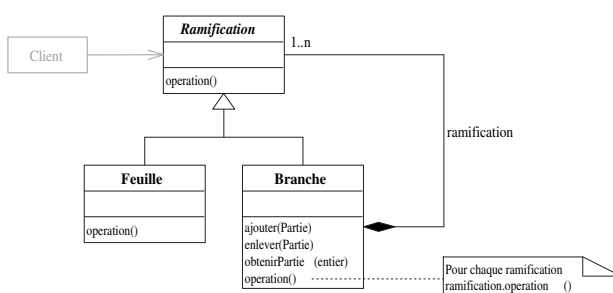 Ramification
1..n
Client
operation()
ramification
Feuille
Branche
operation()
ajouter(Partie)
enlever(Partie)
obtenirPartie (entier)
operation()
Pour chaque ramification
ramification.operation ()